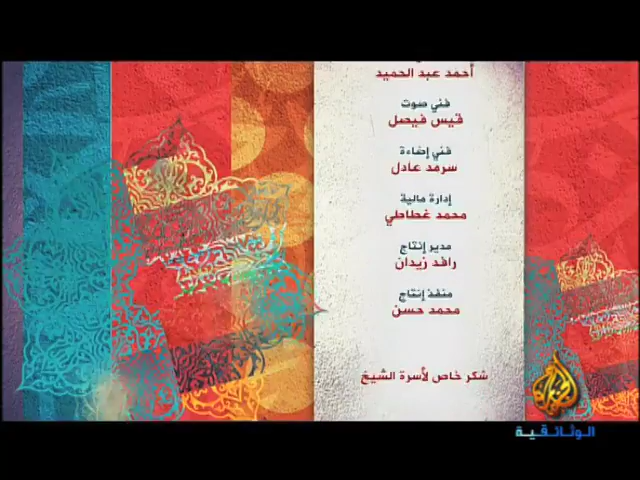 أحمد عبد الحميد
فني صوت
قيس فيصل
فني إضاءة
سرمد عادل
إدارة مالية
محمد غطاطي
مدير إنتاج
رافد زيدان
منفذ إنتاج
محمد حسن
شكر خاص لأسرة الشيخ
الجزيرة
الوثائقية